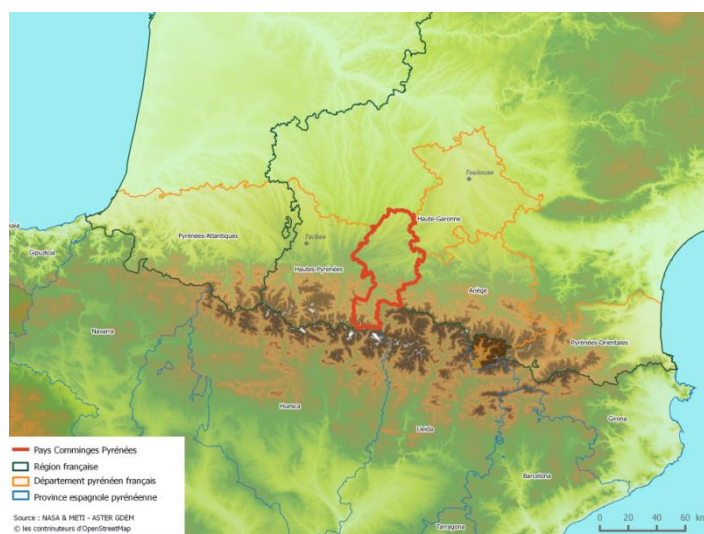 Toulouse
Haute-Garonne
Pyrénées-Atlantiques
Tarbes
Gipuzkoa
Hautes-Pyrénées
Ariège
Navarra
Pyrénées-Orientales
Huesca
Girona
Lleida
Barcelona
Tarragona
Pays Comminges Pyrénées
Région française
Département pyrénéen français
Province espagnole pyrénéenne
Source : NASA & METI - ASTER GDEM
© les contrinuteurs d'OpenStreetMap
0 20 40 60 km